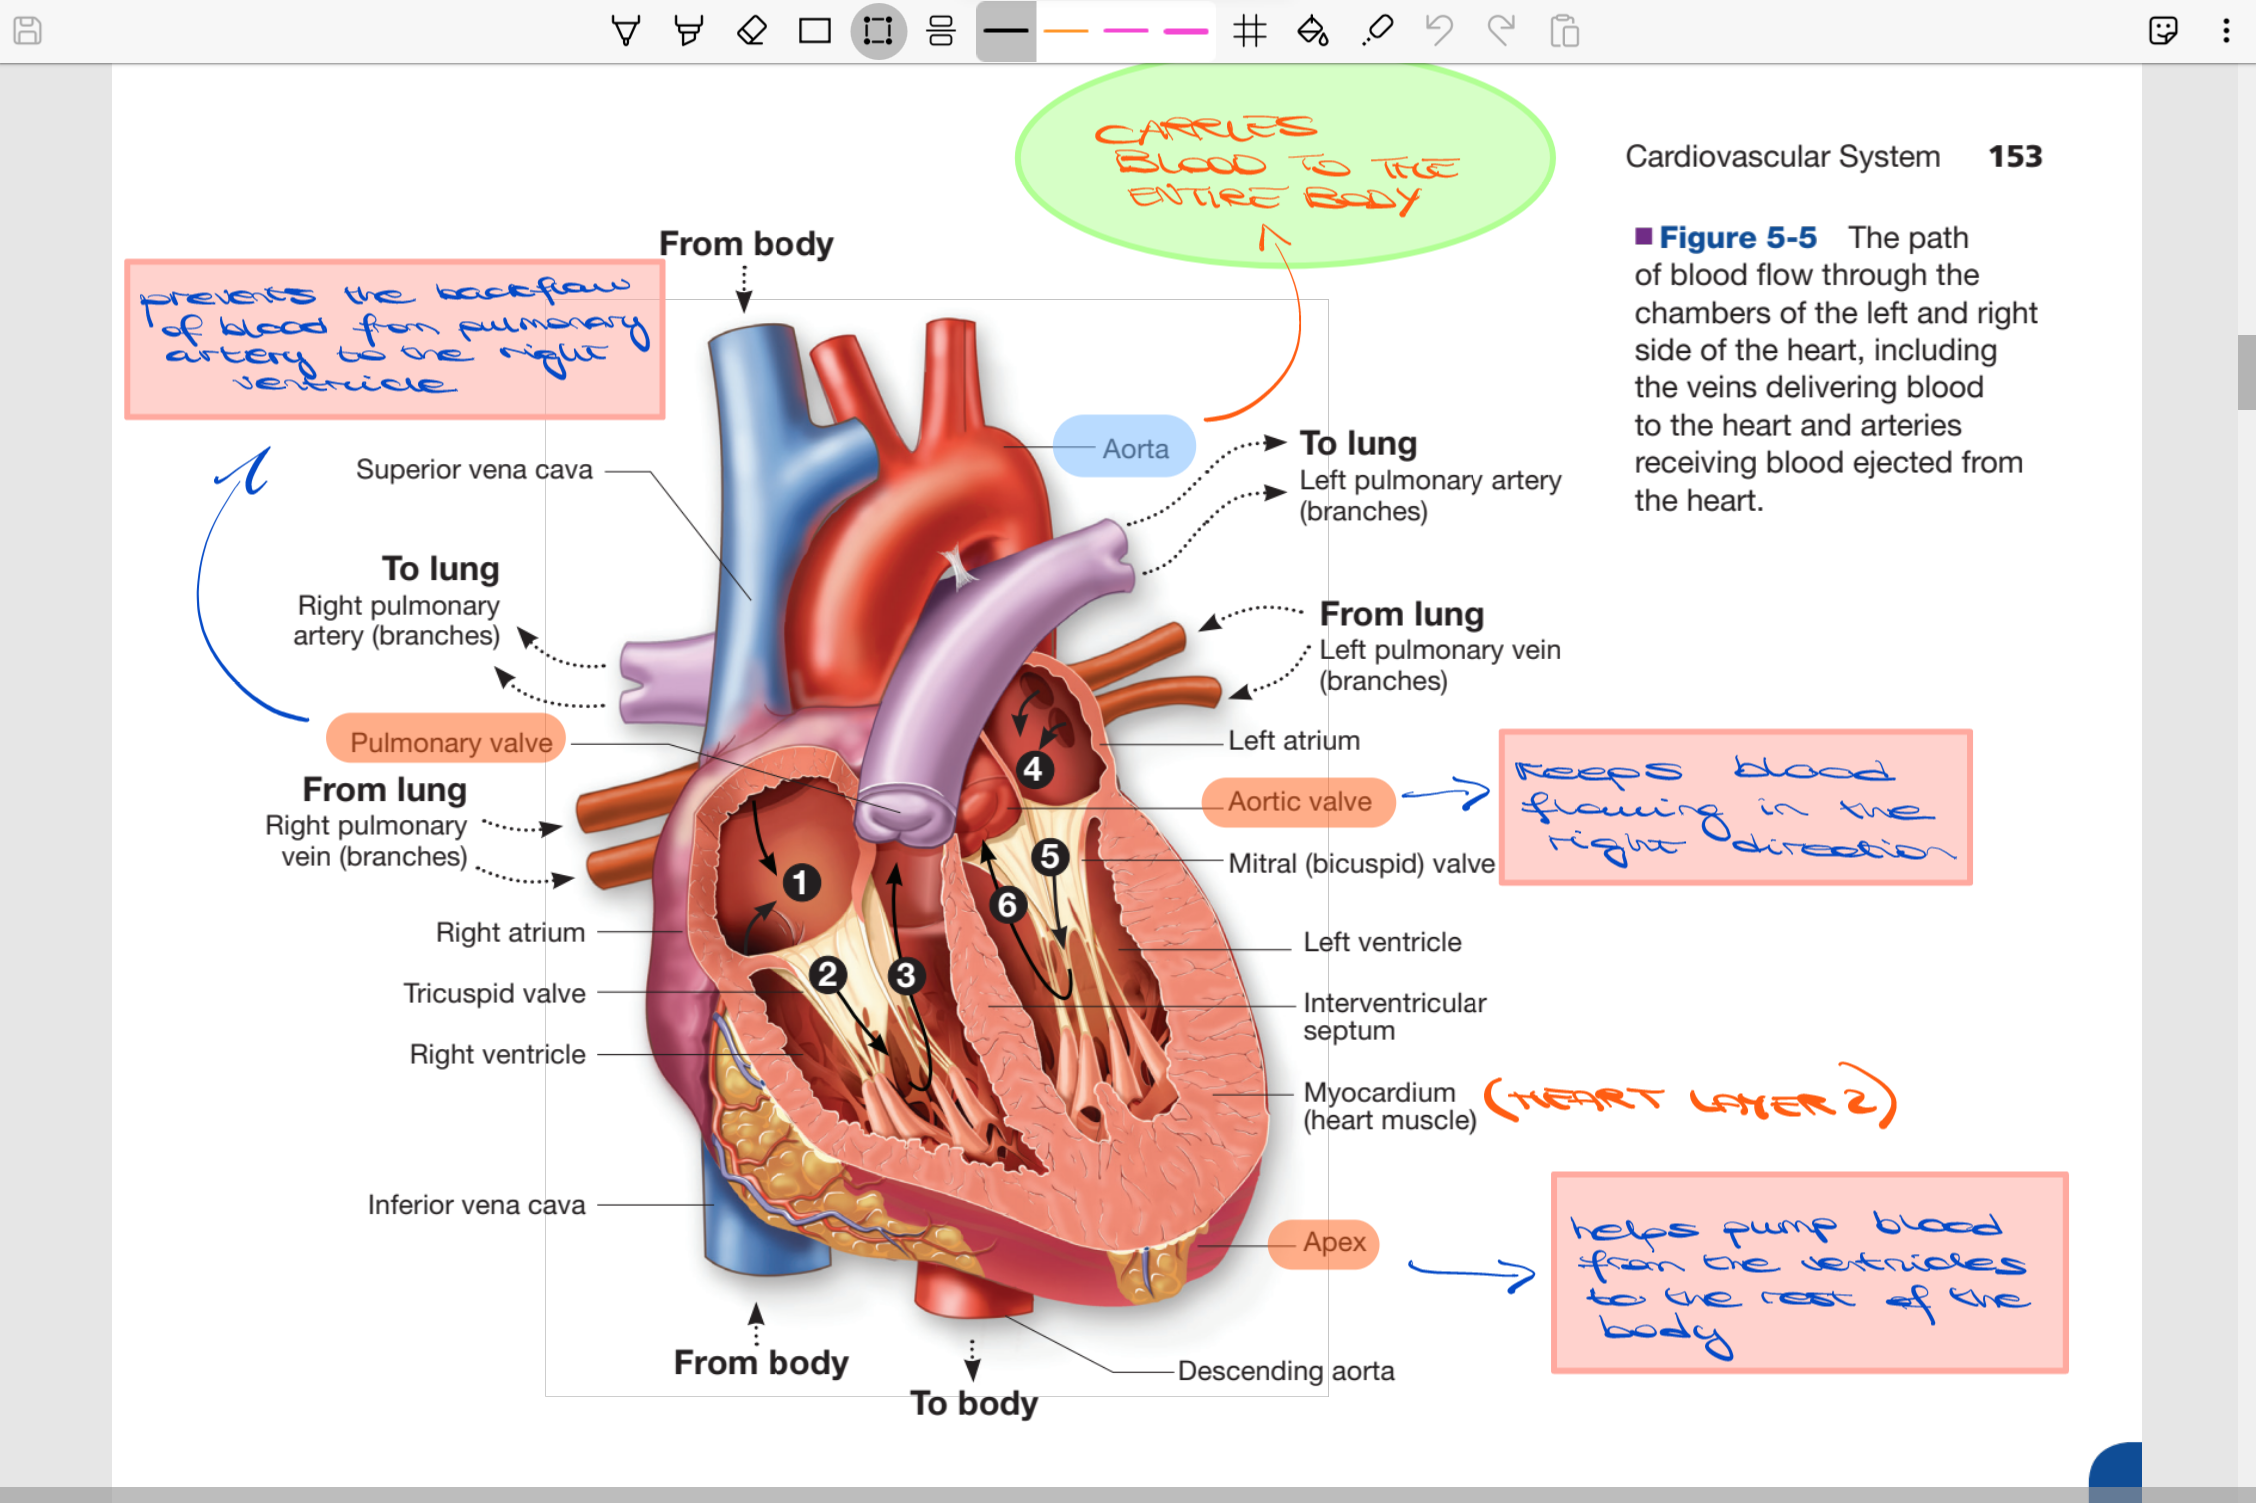 CARRIES
BLOOD TO THE
ENTIRE BODY
Cardiovascular System 153
Figure 5-5 The path
of blood flow through the
chambers of the left and right
side of the heart, including
the veins delivering blood
to the heart and arteries
receiving blood ejected from
the heart.
From body
prevents the backflow
of blood from pulmonary
artery to the right
ventricle
Aorta
To lung
Left pulmonary artery
(branches)
Superior vena cava
To lung
Right pulmonary
artery (branches)
From lung
Left pulmonary vein
(branches)
Pulmonary valve
Left atrium
From lung
Right pulmonary
vein (branches)
Aortic valve
keeps blood
flowing in the
right direction
Mitral (bicuspid) valve
1
2
3
4
5
6
Right atrium
Left ventricle
Tricuspid valve
Interventricular
septum
Right ventricle
Myocardium
(heart muscle)
(HEART LAYER 2)
Inferior vena cava
Apex
helps pump blood
from the ventricles
to the rest of the
body
From body
Descending aorta
To body